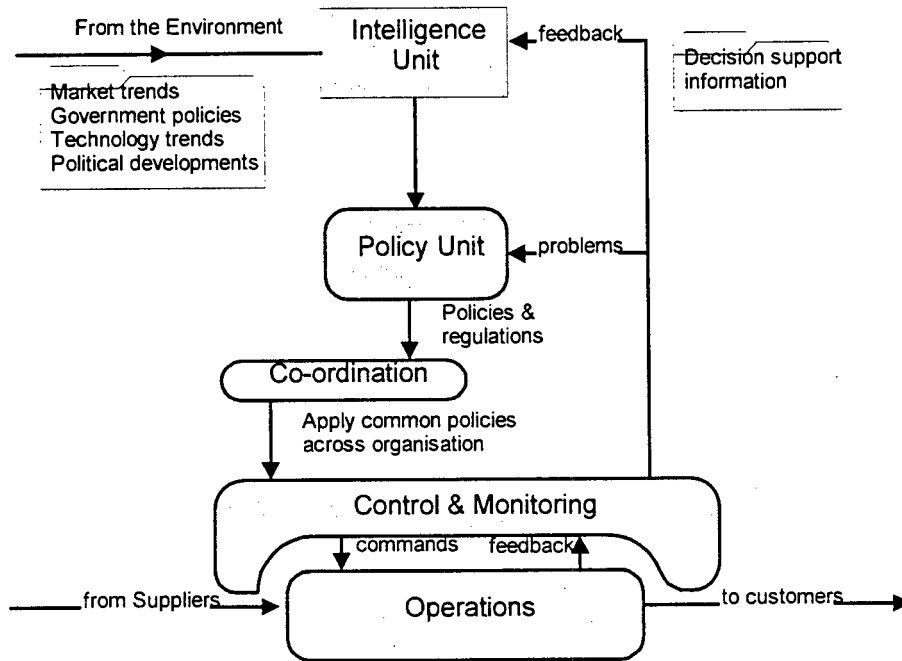 From the Environment
Intelligence
Unit
feedback
Decision support
information
Market trends
Government policies
Technology trends
Political developments
Policy Unit
problems
Policies &
regulations
Co-ordination
Apply common policies
across organisation
Control & Monitoring
commands
feedback
from Suppliers
Operations
to customers